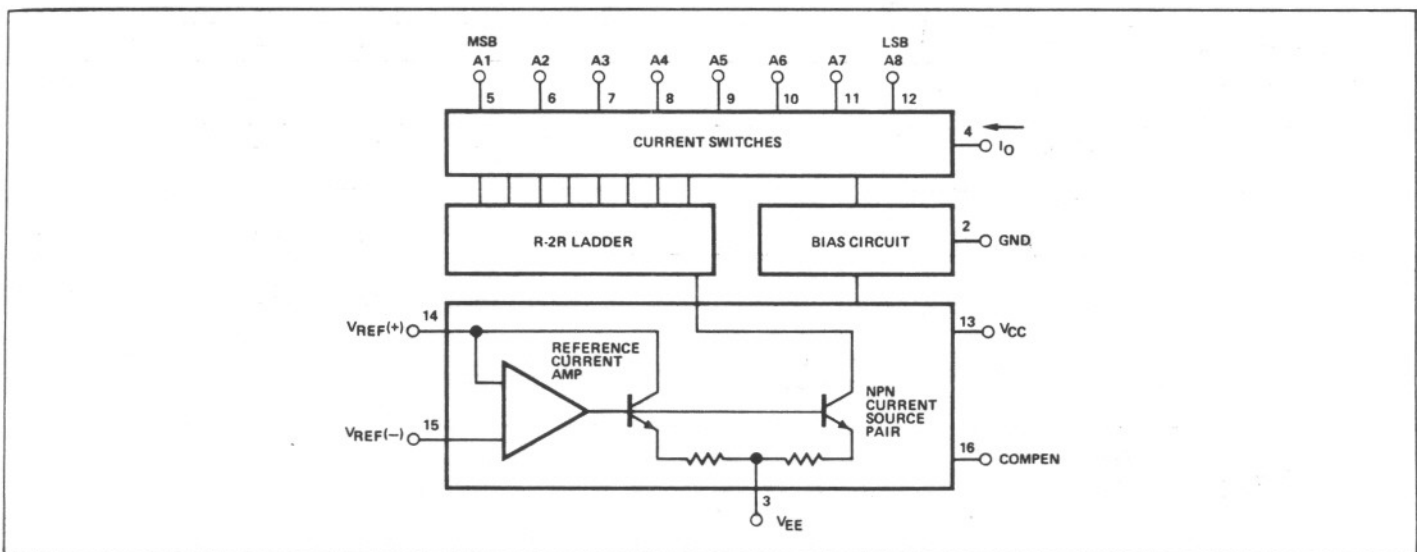 MSB LSB
A1 A2 A3 A4 A5 A6 A7 A8
5 6 7 8 9 10 11 12
CURRENT SWITCHES
4
IO
R-2R LADDER
BIAS CIRCUIT
2
GND
VREF(+)
14
13
VCC
REFERENCE
CURRENT
AMP
NPN
CURRENT
SOURCE
PAIR
VREF(−)
15
16
COMPEN
3
VEE